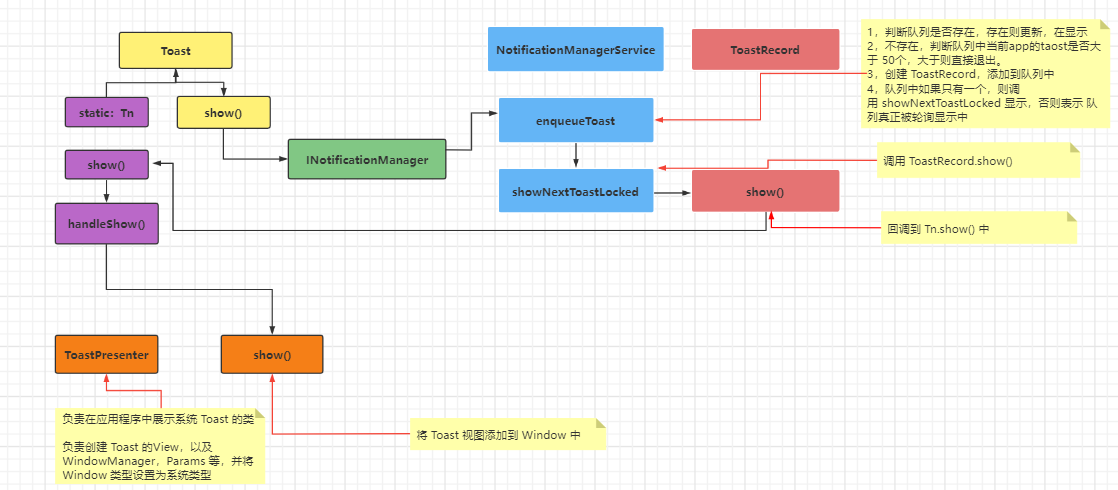 Toast
static: Tn
show()
INotificationManager
show()
handleShow()
NotificationManagerService
ToastRecord
enqueueToast
showNextToastLocked
show()
1，判断队列是否存在，存在则更新，在显示
2，不存在，判断队列中当前app的taost是否大
于 50个，大于则直接退出。
3，创建 ToastRecord，添加到队列中
4，队列中如果只有一个，则调
用 showNextToastLocked 显示，否则表示 队
列真正被轮询显示中
调用 ToastRecord.show()
回调到 Tn.show() 中
ToastPresenter
show()
负责在应用程序中展示系统 Toast 的类
负责创建 Toast 的View，以及
WindowManager，Params 等，并将
Window 类型设置为系统类型
将 Toast 视图添加到 Window 中